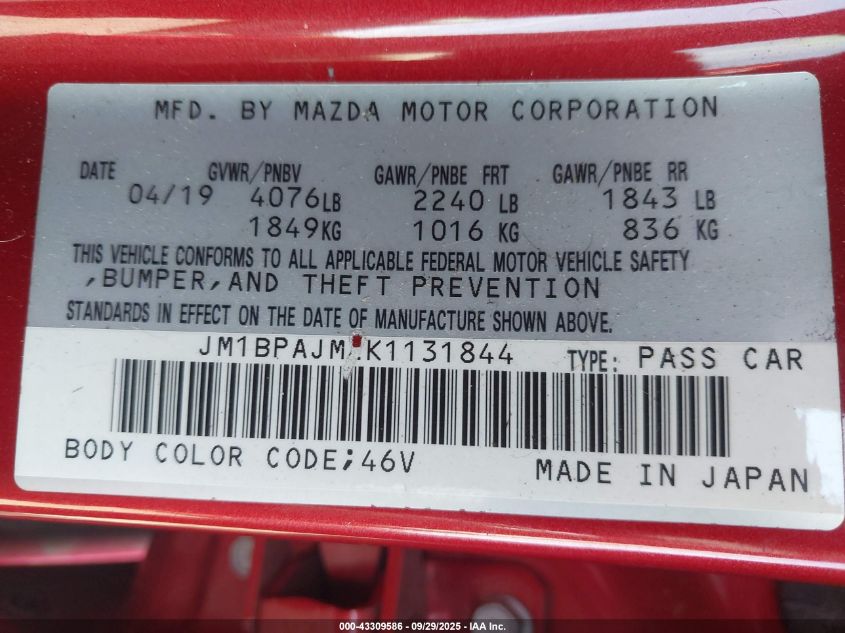 MFD. BY MAZDA MOTOR CORPORATION
DATE GVWR/PNBV GAWR/PNBE FRT GAWR/PNBE RR
04/19 4076LB 2240 LB 1843 LB
1849KG 1016 KG 836 KG
THIS VEHICLE CONFORMS TO ALL APPLICABLE FEDERAL MOTOR VEHICLE SAFETY
,BUMPER,AND THEFT PREVENTION
STANDARDS IN EFFECT ON THE DATE OF MANUFACTURE SHOWN ABOVE.
JM1BPAJM K1131844 TYPE: PASS CAR
BODY COLOR CODE;46V
MADE IN JAPAN
000-43309586 - 09/29/2025 - IAA Inc.